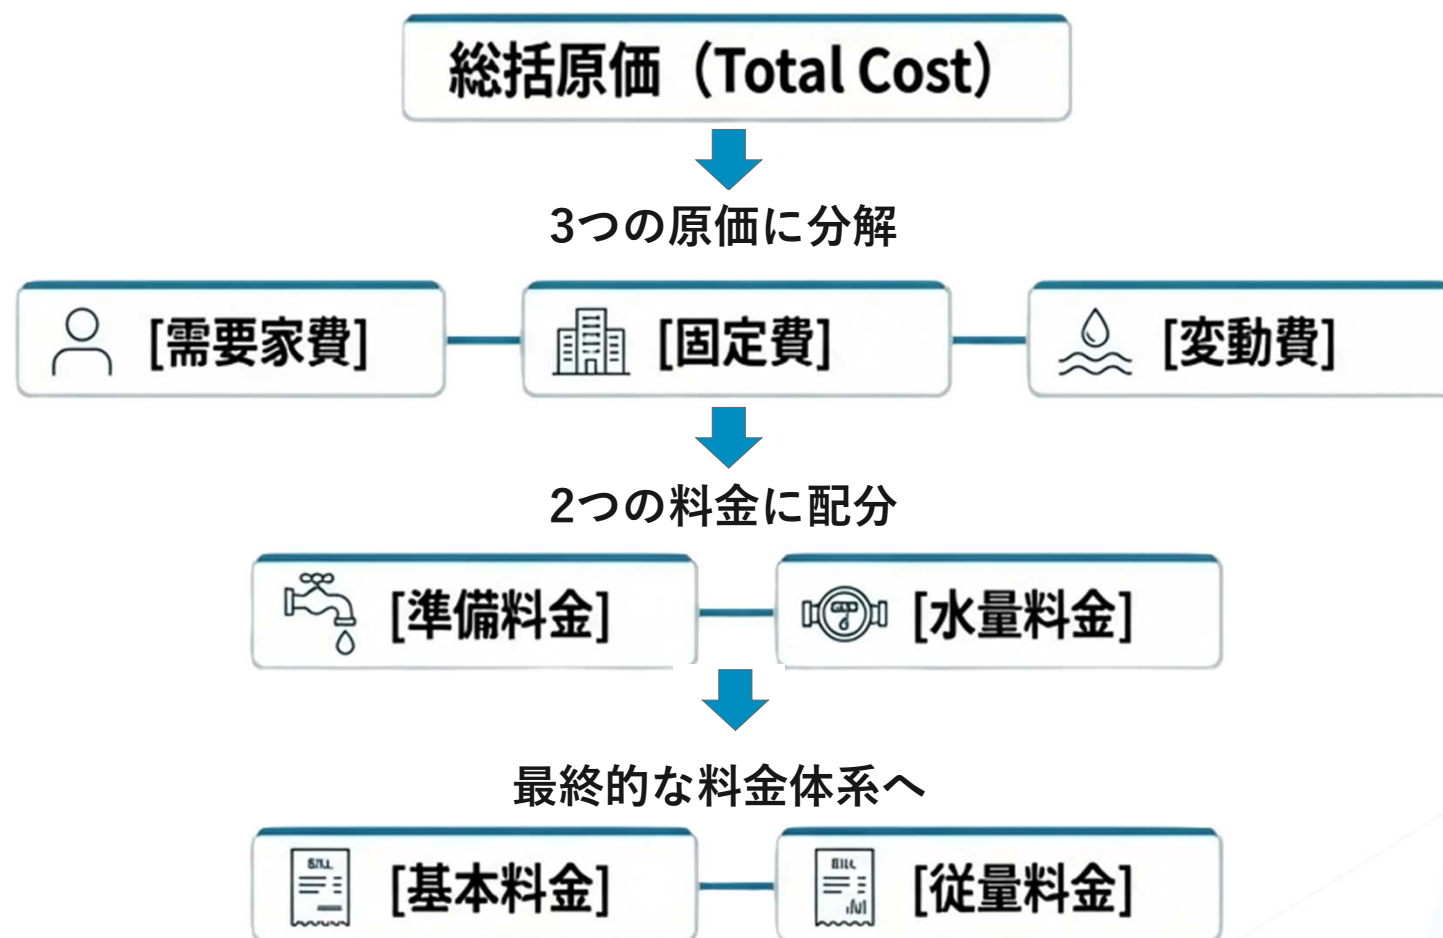 総括原価（Total Cost）
3つの原価に分解
[需要家費]
[固定費]
[変動費]
2つの料金に配分
[準備料金]
[水量料金]
最終的な料金体系へ
[基本料金]
[従量料金]